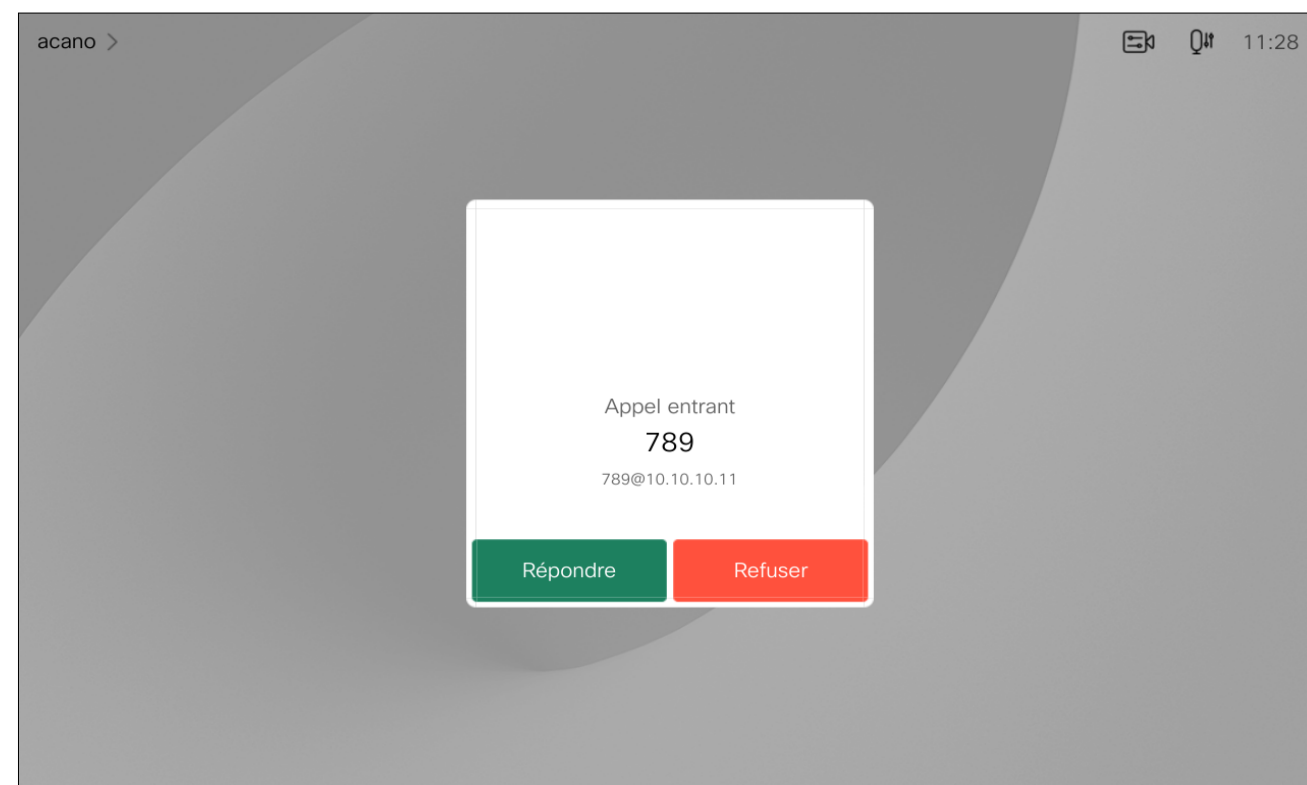 acano
11:28
Appel entrant
789
789@10.10.10.11
Répondre
Refuser